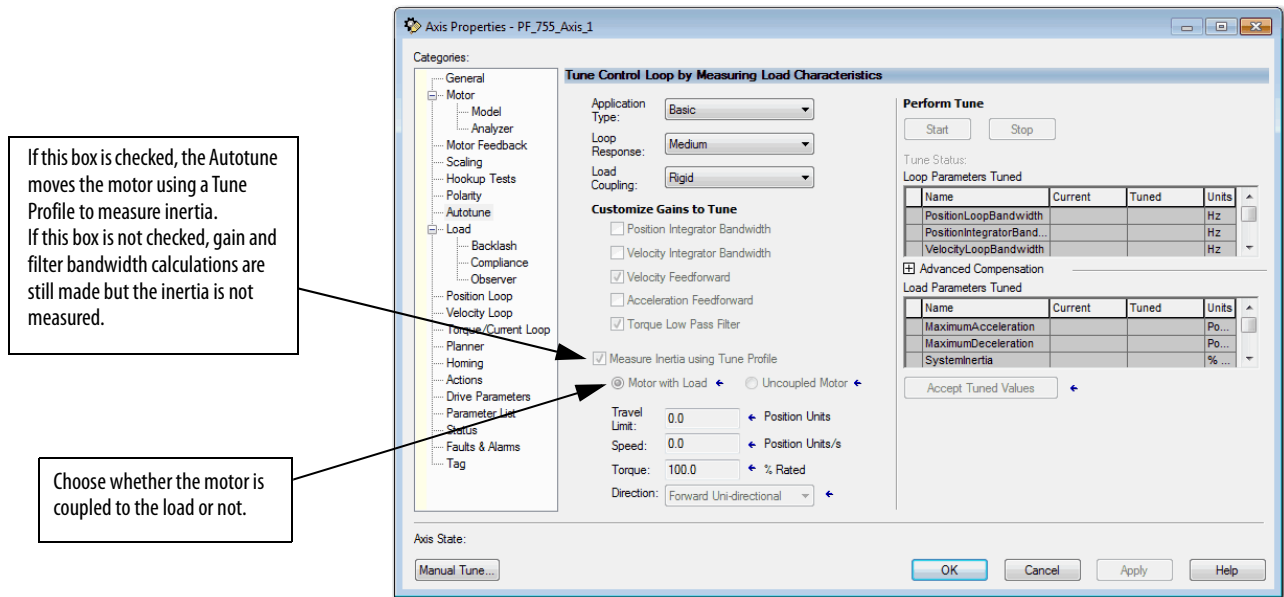 If this box is checked, the Autotune
moves the motor using a Tune
Profile to measure inertia.
If this box is not checked, gain and
filter bandwidth calculations are
still made but the inertia is not
measured.
Choose whether the motor is
coupled to the load or not.
Axis Properties - PF_755_Axis_1
Categories:
General
Motor
Model
Analyzer
Motor Feedback
Scaling
Hookup Tests
Polarity
Autotune
Load
Backlash
Compliance
Observer
Position Loop
Velocity Loop
Torque/Current Loop
Planner
Homing
Actions
Drive Parameters
Parameter List
Status
Faults & Alarms
Tag
Tune Control Loop by Measuring Load Characteristics
Application Type: Basic
Loop Response: Medium
Load Coupling: Rigid
Customize Gains to Tune
Position Integrator Bandwidth
Velocity Integrator Bandwidth
Velocity Feedforward
Acceleration Feedforward
Torque Low Pass Filter
Measure Inertia using Tune Profile
Motor with Load Uncoupled Motor
Travel Limit: 0.0 Position Units
Speed: 0.0 Position Units/s
Torque: 100.0 % Rated
Direction: Forward Uni-directional
Perform Tune
Start Stop
Tune Status:
Loop Parameters Tuned
Name Current Tuned Units
PositionLoopBandwidth Hz
PositionIntegratorBand... Hz
VelocityLoopBandwidth Hz
Advanced Compensation
Load Parameters Tuned
Name Current Tuned Units
MaximumAcceleration Po...
MaximumDeceleration Po...
SystemInertia % ...
Accept Tuned Values
Axis State:
Manual Tune... OK Cancel Apply Help